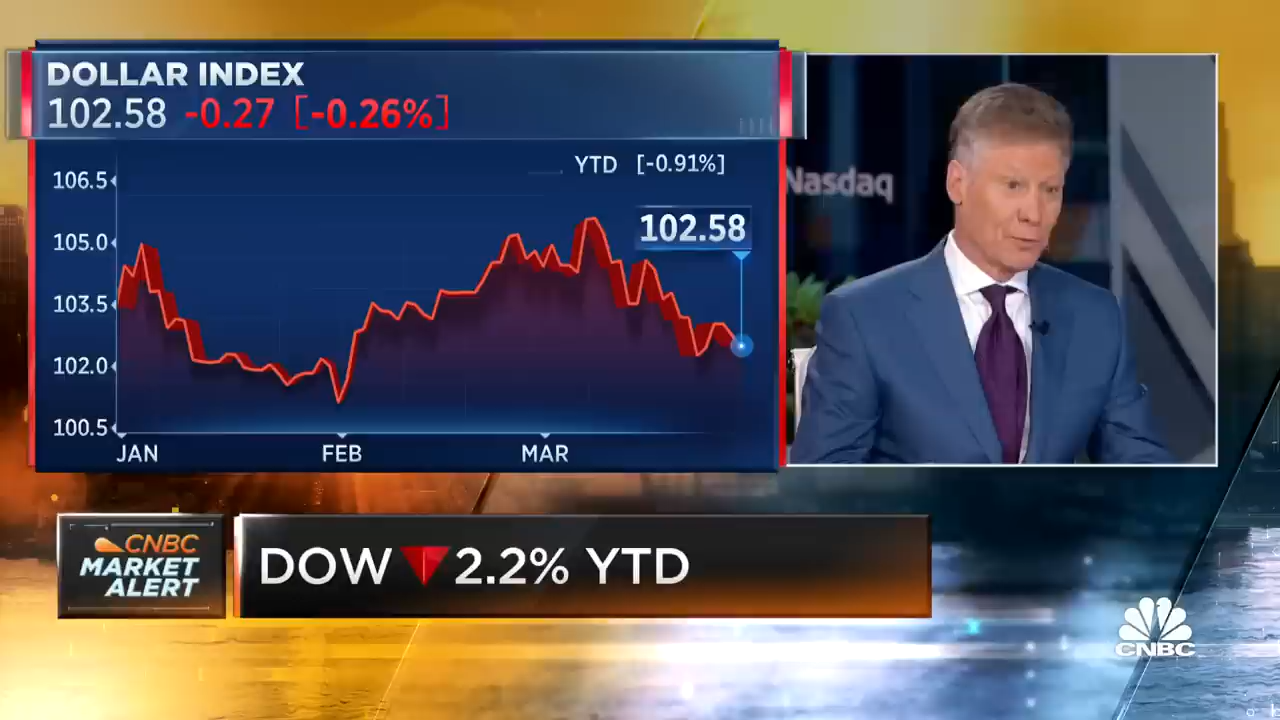 DOLLAR INDEX
102.58 -0.27 [-0.26%]
YTD [-0.91%]
106.5
105.0
103.5
102.0
100.5
102.58
JAN FEB MAR
Nasdaq
CNBC
MARKET
ALERT
DOW 2.2% YTD
CNBC